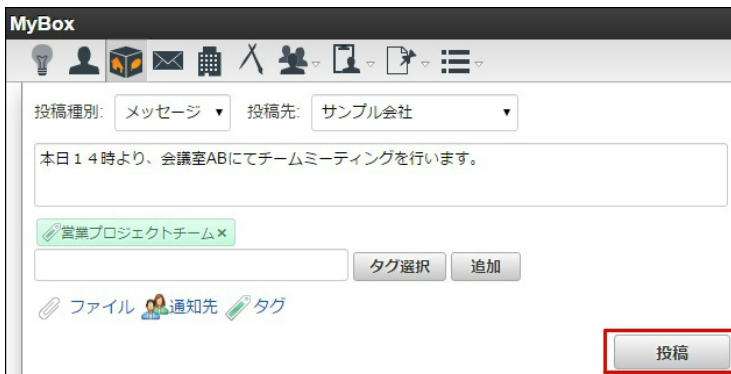 MyBox
投稿種別: メッセージ 投稿先: サンプル会社
本日１４時より、会議室ABにてチームミーティングを行います。
営業プロジェクトチーム×
タグ選択 追加
ファイル 通知先 タグ
投稿